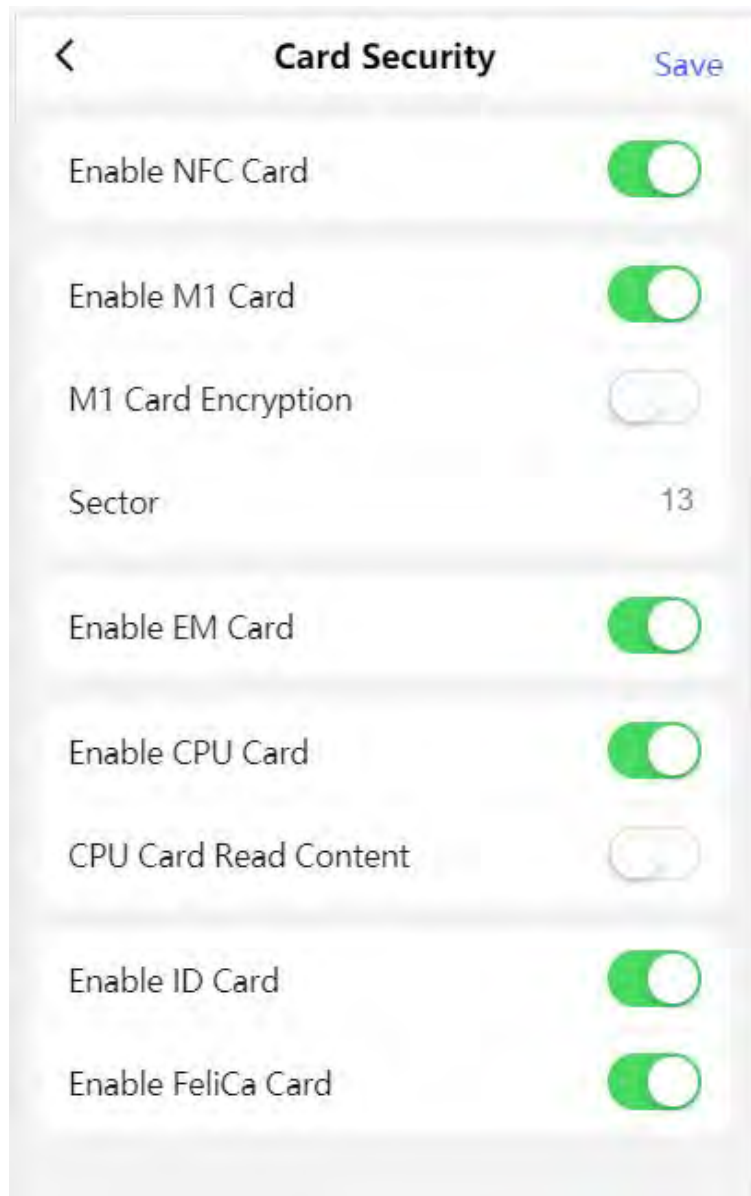 Card Security
Save
Enable NFC Card
Enable M1 Card
M1 Card Encryption
Sector 13
Enable EM Card
Enable CPU Card
CPU Card Read Content
Enable ID Card
Enable FeliCa Card